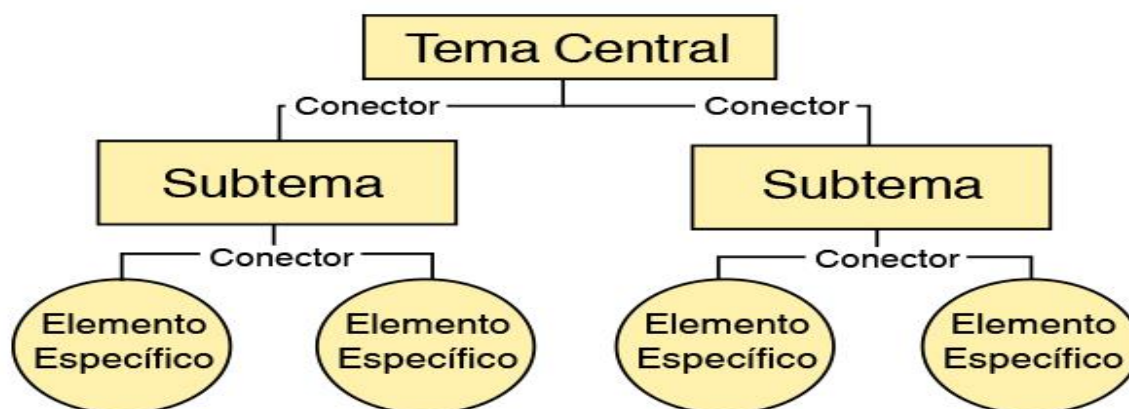 Tema Central
Conector
Conector
Subtema
Subtema
Conector
Conector
Elemento
Específico
Elemento
Específico
Elemento
Específico
Elemento
Específico